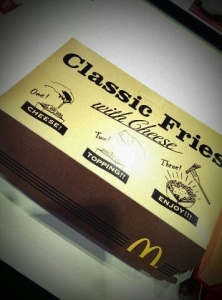 Classic Fries
with Cheese
One!
CHEESE!
Two!
TOPPING!!
Three!
ENJOY!!!